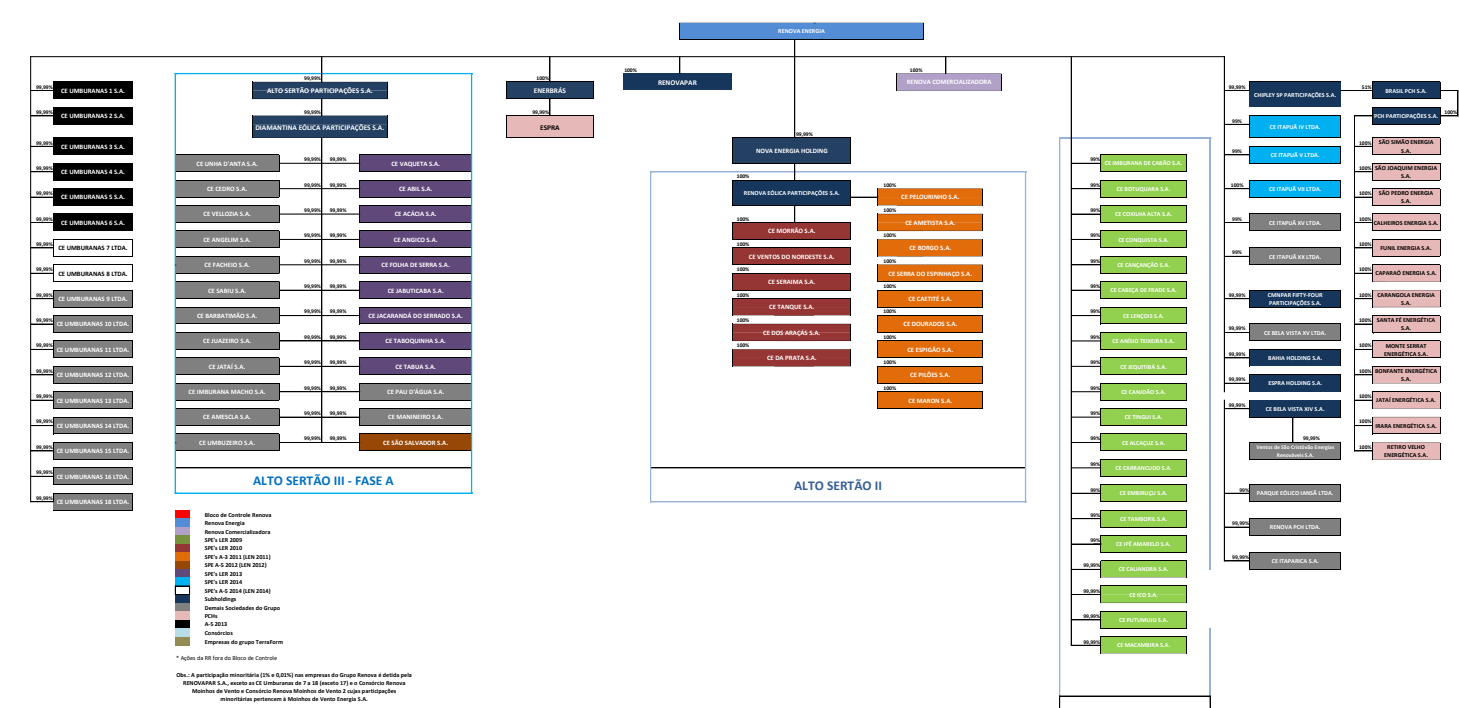 RENOVA ENERGIA
99,99%
CE UMBURANAS 1 S.A.
99,99%
CE UMBURANAS 2 S.A.
99,99%
CE UMBURANAS 3 S.A.
99,99%
CE UMBURANAS 4 S.A.
99,99%
CE UMBURANAS 5 S.A.
99,99%
CE UMBURANAS 6 S.A.
99,99%
CE UMBURANAS 7 LTDA.
99,99%
CE UMBURANAS 8 LTDA.
99,99%
CE UMBURANAS 9 LTDA.
99,99%
CE UMBURANAS 10 LTDA.
99,99%
CE UMBURANAS 11 LTDA.
99,99%
CE UMBURANAS 12 LTDA.
99,99%
CE UMBURANAS 13 LTDA.
99,99%
CE UMBURANAS 14 LTDA.
99,99%
CE UMBURANAS 15 LTDA.
99,99%
CE UMBURANAS 16 LTDA.
99,99%
CE UMBURANAS 18 LTDA.
99,99%
ALTO SERTÃO PARTICIPAÇÕES S.A.
99,99%
DIAMANTINA EÓLICA PARTICIPAÇÕES S.A.
CE UNHA D'ANTA S.A. 99,99% 99,99% CE VAQUETA S.A.
CE CEDRO S.A. 99,99% 99,99% CE ABIL S.A.
CE VELLOZIA S.A. 99,99% 99,99% CE ACÁCIA S.A.
CE ANGELIM S.A. 99,99% 99,99% CE ANGICO S.A.
CE FACHEIO S.A. 99,99% 99,99% CE FOLHA DE SERRA S.A.
CE SABIU S.A. 99,99% 99,99% CE JABUTICABA S.A.
CE BARBATIMÃO S.A. 99,99% 99,99% CE JACARANDÁ DO SERRADO S.A.
CE JUAZEIRO S.A. 99,99% 99,99% CE TABOQUINHA S.A.
CE JATAÍ S.A. 99,99% 99,99% CE TABUA S.A.
CE IMBURANA MACHO S.A. 99,99% 99,99% CE PAU D'ÁGUA S.A.
CE AMESCLA S.A. 99,99% 99,99% CE MANINEIRO S.A.
CE UMBUZEIRO S.A. 99,99% 99,99% CE SÃO SALVADOR S.A.
ALTO SERTÃO III - FASE A
100%
ENERBRÁS
99,99%
ESPRA
100%
RENOVAPAR
100%
RENOVA COMERCIALIZADORA
99,99%
NOVA ENERGIA HOLDING
100%
RENOVA EÓLICA PARTICIPAÇÕES S.A.
100%
CE MORRÃO S.A.
100%
CE VENTOS DO NORDESTE S.A.
100%
CE SERAIMA S.A.
100%
CE TANQUE S.A.
100%
CE DOS ARAÇÁS S.A.
100%
CE DA PRATA S.A.
100%
CE PELOURINHO S.A.
100%
CE AMETISTA S.A.
100%
CE BORGO S.A.
100%
CE SERRA DO ESPINHAÇO S.A.
100%
CE CAETITÉ S.A.
100%
CE DOURADOS S.A.
100%
CE ESPIGÃO S.A.
100%
CE PILÕES S.A.
100%
CE MARON S.A.
ALTO SERTÃO II
99%
CE IMBURANA DE CABÃO S.A.
99%
CE BOTUQUARA S.A.
99%
CE COXILHA ALTA S.A.
99%
CE CONQUISTA S.A.
99%
CE CANÇANÇÃO S.A.
99%
CE CABEÇA DE FRADE S.A.
99%
CE LENÇÓIS S.A.
99%
CE ANÍSIO TEIXEIRA S.A.
99%
CE JEQUITIBÁ S.A.
99%
CE CANJOÃO S.A.
99%
CE TINGUI S.A.
99%
CE ALCAÇUZ S.A.
99%
CE CARRANCUDO S.A.
99%
CE EMBIRUÇU S.A.
99%
CE TAMBORIL S.A.
99%
CE IPÊ AMARELO S.A.
99,99%
CE CALIANDRA S.A.
99,99%
CE ICO S.A.
99,99%
CE PUTUMUJU S.A.
99,99%
CE MACAMBIRA S.A.
99,99%
CHIPLEY SP PARTICIPAÇÕES S.A.
99%
CE ITAPUÃ IV LTDA.
99%
CE ITAPUÃ V LTDA.
100%
CE ITAPUÃ VII LTDA.
99%
CE ITAPUÃ XV LTDA.
99%
CE ITAPUÃ XX LTDA.
99,99%
CMNPAR FIFTY-FOUR
PARTICIPAÇÕES S.A.
99,99%
CE BELA VISTA XV LTDA.
99,99%
BAHIA HOLDING S.A.
99,99%
ESPRA HOLDING S.A.
99,99%
CE BELA VISTA XIV S.A.
99,99%
Ventos de São Cristóvão Energias
Renováveis S.A.
99%
PARQUE EÓLICO IANSÃ LTDA.
99,99%
RENOVA PCH LTDA.
99,99%
CE ITAPARICA S.A.
51%
BRASIL PCH S.A.
100%
PCH PARTICIPAÇÕES S.A.
100%
SÃO SIMÃO ENERGIA
S.A.
100%
SÃO JOAQUIM ENERGIA
S.A.
100%
SÃO PEDRO ENERGIA
S.A.
100%
CALHEIROS ENERGIA S.A.
100%
FUNIL ENERGIA S.A.
100%
CAPARAÓ ENERGIA S.A.
100%
CARANGOLA ENERGIA
S.A.
100%
SANTA FÉ ENERGÉTICA
S.A.
100%
MONTE SERRAT
ENERGÉTICA S.A.
100%
BONFANTE ENERGÉTICA
S.A.
100%
JATAÍ ENERGÉTICA S.A.
100%
IRARA ENERGÉTICA S.A.
100%
RETIRO VELHO
ENERGÉTICA S.A.
Bloco de Controle Renova
Renova Energia
Renova Comercializadora
SPE's LER 2009
SPE's LER 2010
SPE's A-3 2011 (LEN 2011)
SPE A-5 2012 (LEN 2012)
SPE's LER 2013
SPE's LER 2014
SPE's A-5 2014 (LEN 2014)
Subholdings
Demais Sociedades do Grupo
PCHs
A-5 2013
Consórcios
Empresas do grupo TerraForm
* Ações da RR fora do Bloco de Controle
Obs.: A participação minoritária (1% e 0,01%) nas empresas do Grupo Renova é detida pela
RENOVAPAR S.A., exceto as CE Umburanas de 7 a 18 (exceto 17) e o Consórcio Renova
Moinhos de Vento e Consórcio Renova Moinhos de Vento 2 cujas participações
minoritárias pertencem à Moinhos de Vento Energia S.A.